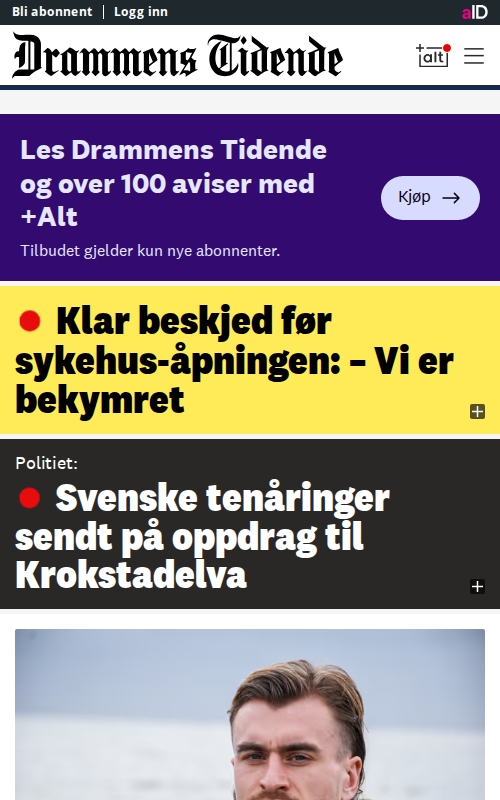 Bli abonnent | Logg inn
aID
Drammens Tidende
+alt
Les Drammens Tidende
og over 100 aviser med
+Alt
Kjøp →
Tilbudet gjelder kun nye abonnenter.
Klar beskjed før
sykehus-åpningen: – Vi er
bekymret
Politiet:
Svenske tenåringer
sendt på oppdrag til
Krokstadelva